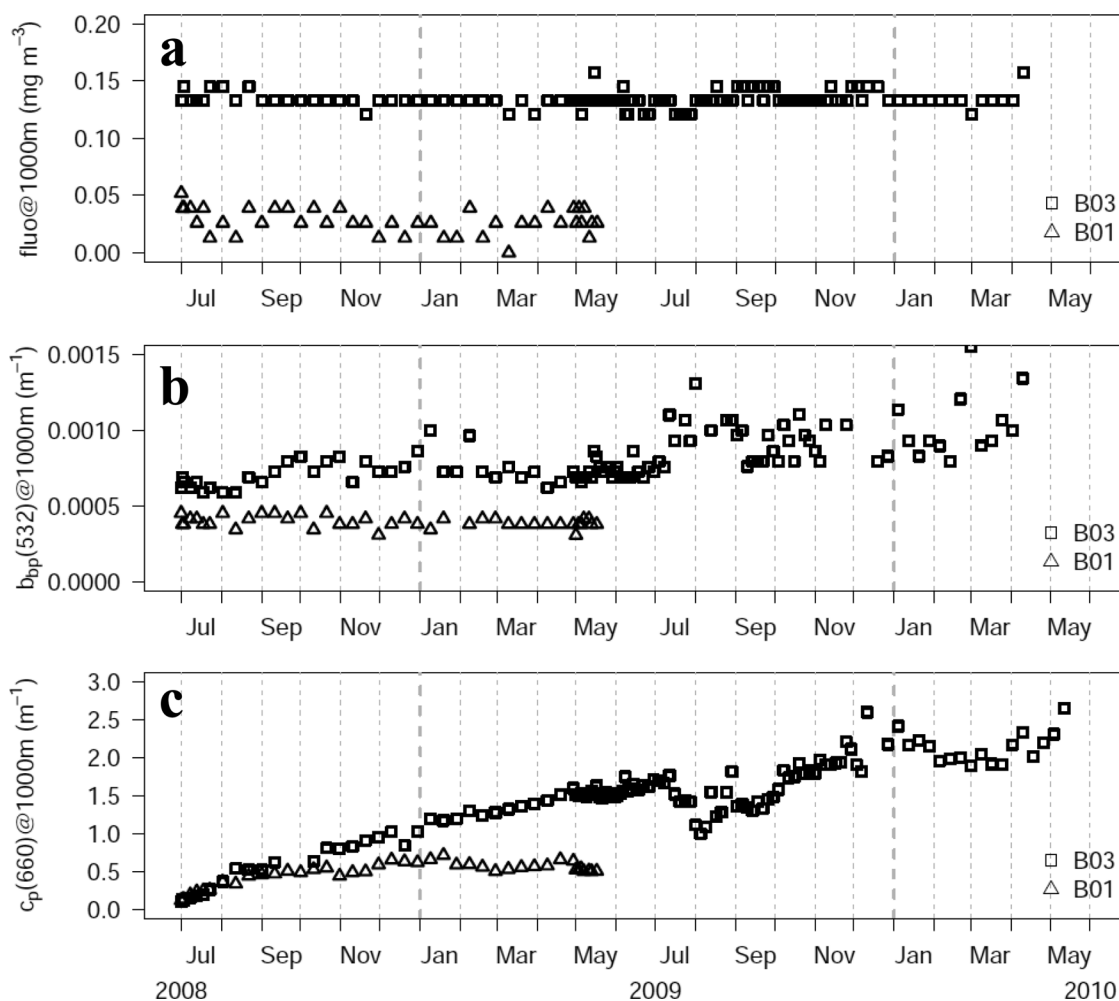 a
fluo@1000m (mg m⁻³)
0.20
0.15
0.10
0.05
0.00
B03
B01
Jul Sep Nov Jan Mar May Jul Sep Nov Jan Mar May
b
b_bp(532)@1000m (m⁻¹)
0.0015
0.0010
0.0005
0.0000
B03
B01
Jul Sep Nov Jan Mar May Jul Sep Nov Jan Mar May
c
c_p(660)@1000m (m⁻¹)
3.0
2.5
2.0
1.5
1.0
0.5
0.0
B03
B01
Jul Sep Nov Jan Mar May Jul Sep Nov Jan Mar May
2008 2009 2010